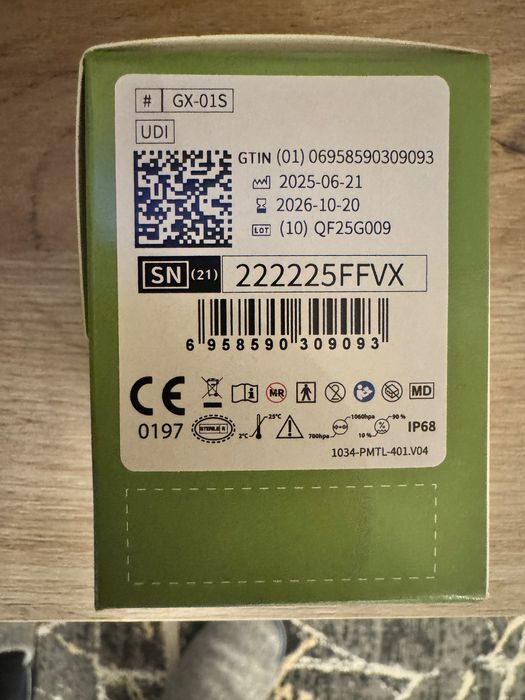 # GX-01S
UDI
GTIN (01) 06958590309093
2025-06-21
2026-10-20
LOT (10) QF25G009
SN (21) 222225FFVX
6 958590 309093
CE MR MD
0197 STERILE R 2°C 25°C 700hpa 1060hpa 10 % 90 % IP68
1034-PMTL-401.V04